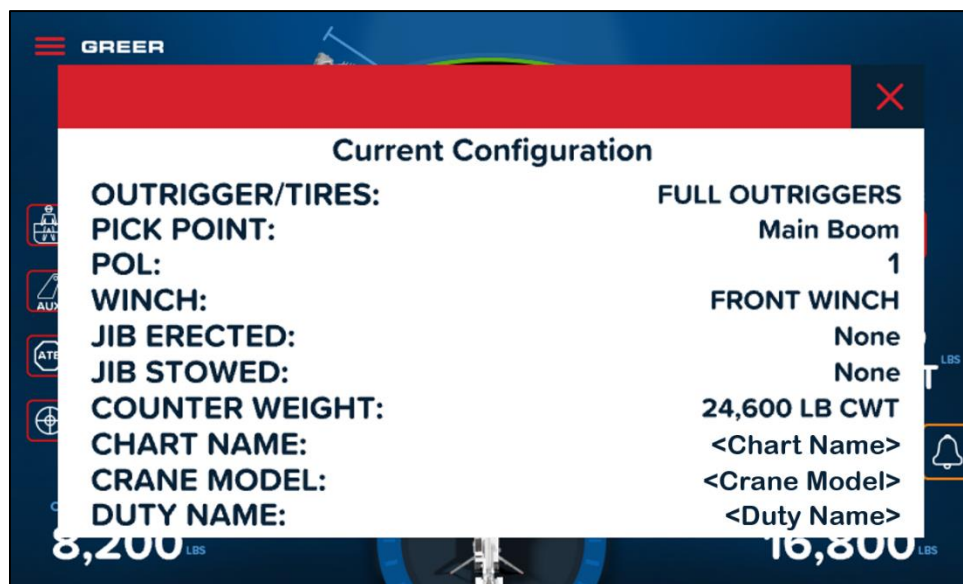 GREER
Current Configuration
OUTRIGGER/TIRES: FULL OUTRIGGERS
PICK POINT: Main Boom
POL: 1
WINCH: FRONT WINCH
JIB ERECTED: None
JIB STOWED: None
COUNTER WEIGHT: 24,600 LB CWT
CHART NAME: <Chart Name>
CRANE MODEL: <Crane Model>
DUTY NAME: <Duty Name>
AUX
LBS
8,200 LBS
16,800 LBS